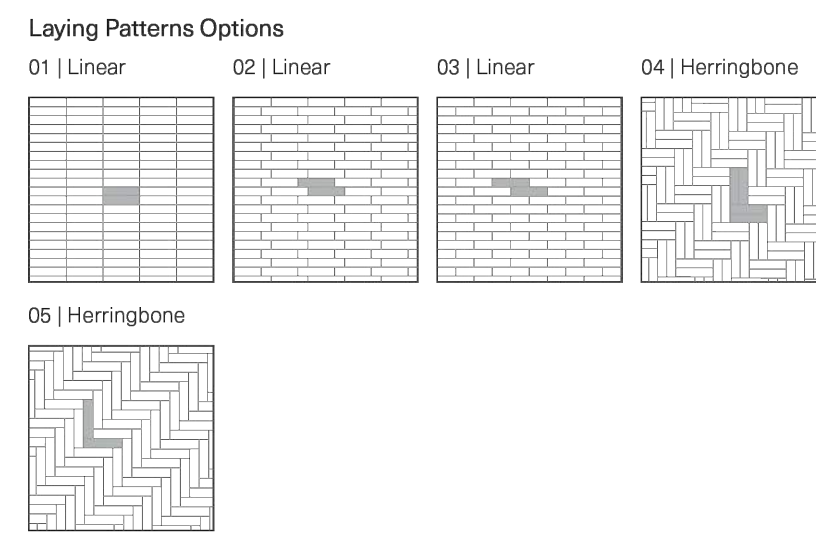 Laying Patterns Options
01 | Linear
02 | Linear
03 | Linear
04 | Herringbone
05 | Herringbone